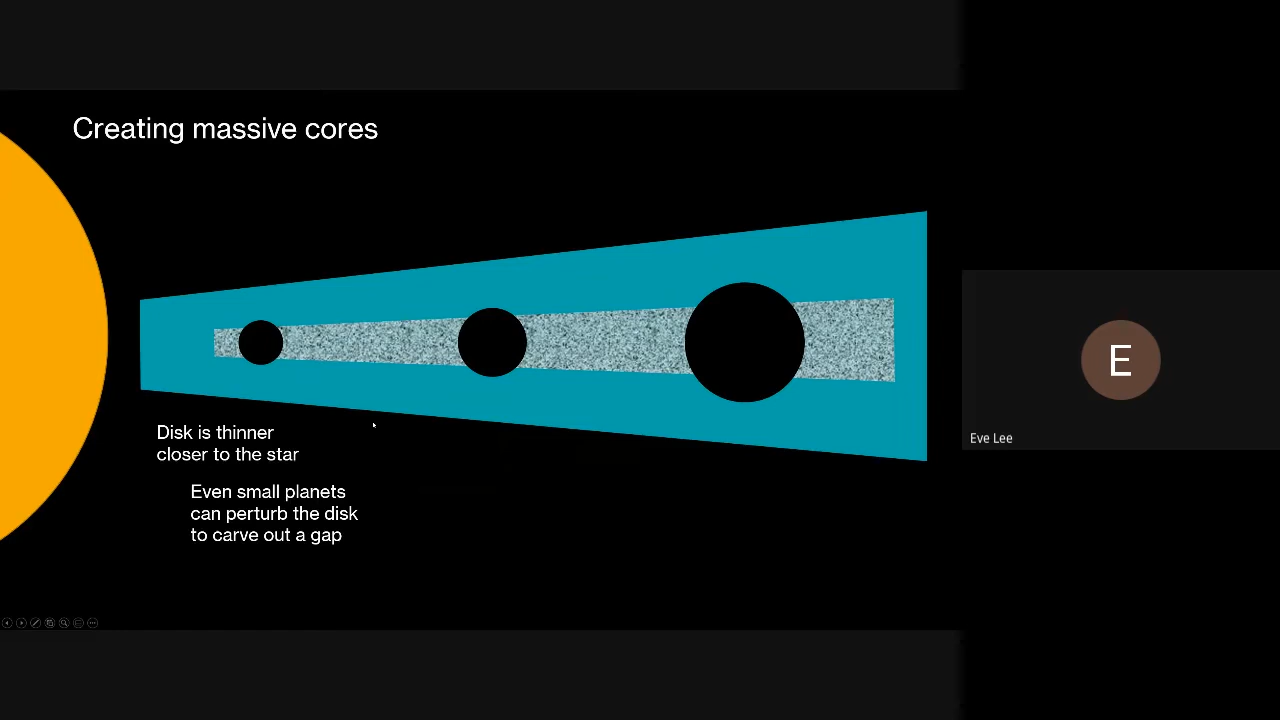 Creating massive cores
Disk is thinner
closer to the star
Even small planets
can perturb the disk
to carve out a gap
E
Eve Lee